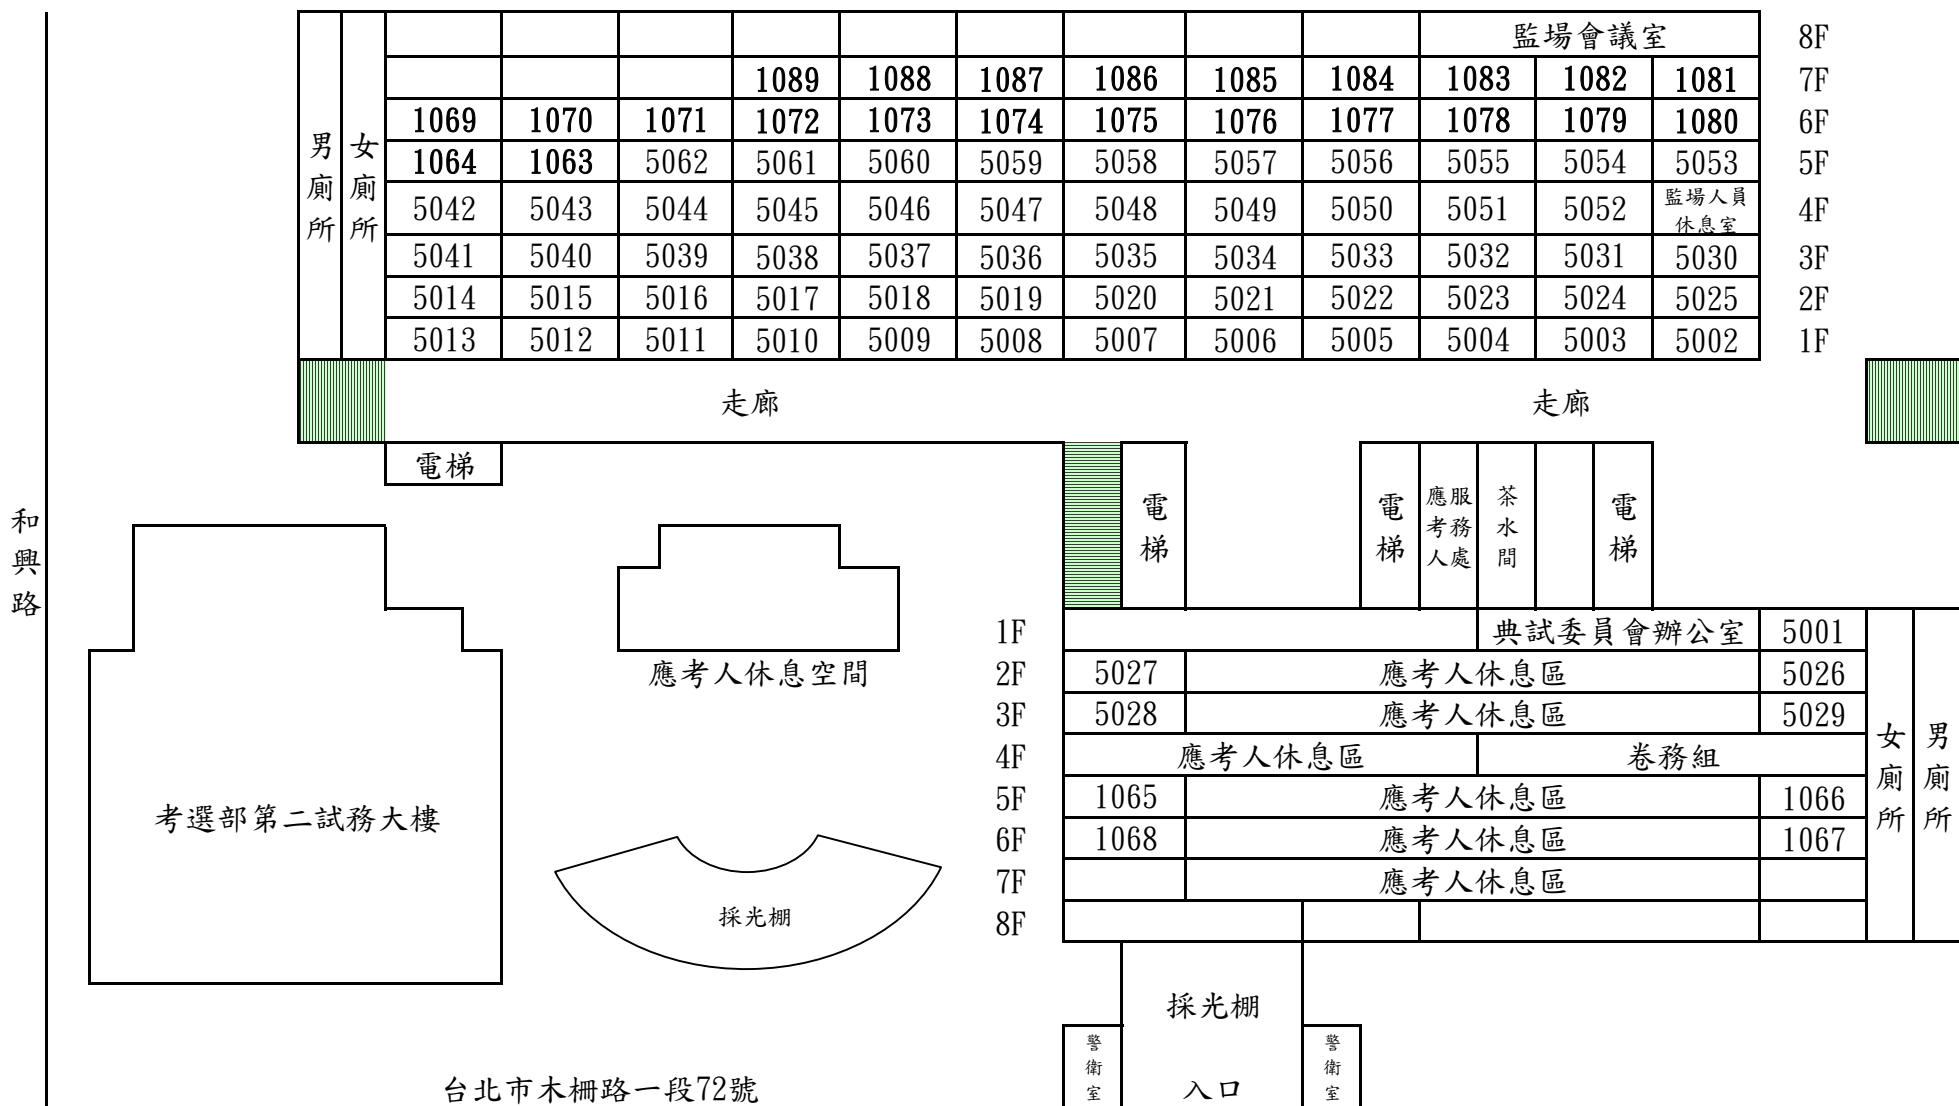 監場會議室 8F
1089 1088 1087 1086 1085 1084 1083 1082 1081 7F
1069 1070 1071 1072 1073 1074 1075 1076 1077 1078 1079 1080 6F
1064 1063 5062 5061 5060 5059 5058 5057 5056 5055 5054 5053 5F
5042 5043 5044 5045 5046 5047 5048 5049 5050 5051 5052 監場人員休息室 4F
5041 5040 5039 5038 5037 5036 5035 5034 5033 5032 5031 5030 3F
5014 5015 5016 5017 5018 5019 5020 5021 5022 5023 5024 5025 2F
5013 5012 5011 5010 5009 5008 5007 5006 5005 5004 5003 5002 1F
男廁所
女廁所
走廊
走廊
電梯
電梯
電梯
應考人
服務處
茶水間
電梯
和興路
應考人休息空間
考選部第二試務大樓
採光棚
1F 典試委員會辦公室 5001
2F 5027 應考人休息區 5026
3F 5028 應考人休息區 5029
4F 應考人休息區 卷務組
5F 1065 應考人休息區 1066
6F 1068 應考人休息區 1067
7F 應考人休息區
8F
女廁所
男廁所
採光棚
警衛室
入口
警衛室
台北市木柵路一段72號